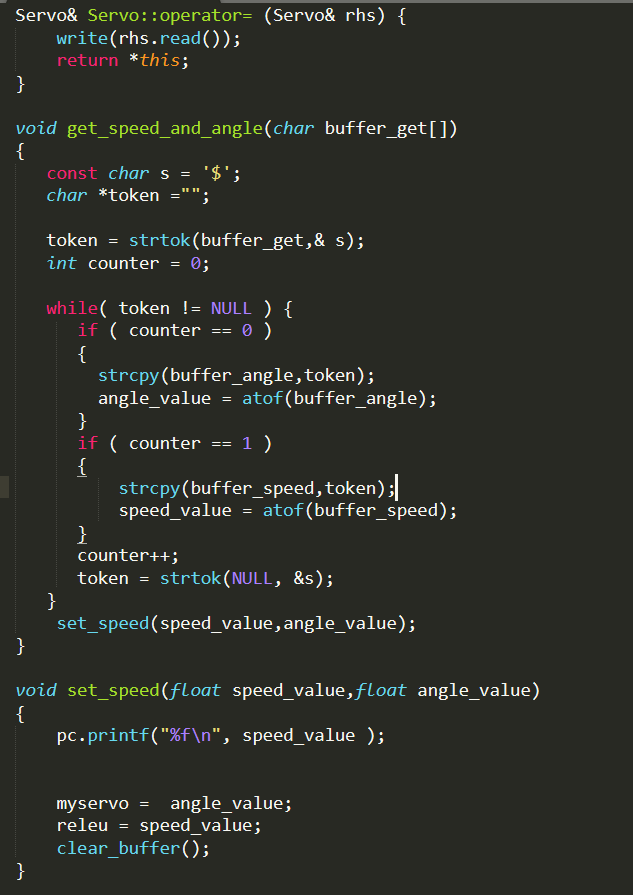 Servo& Servo::operator= (Servo& rhs) {
    write(rhs.read());
    return *this;
}
void get_speed_and_angle(char buffer_get[])
{
   const char s = '$';
   char *token ="";
   token = strtok(buffer_get,& s);
   int counter = 0;
   while( token != NULL ) {
      if ( counter == 0 )
      {
        strcpy(buffer_angle,token);
        angle_value = atof(buffer_angle);
      }
      if ( counter == 1 )
      {
          strcpy(buffer_speed,token);
          speed_value = atof(buffer_speed);
      }
      counter++;
      token = strtok(NULL, &s);
   }
    set_speed(speed_value,angle_value);
}
void set_speed(float speed_value,float angle_value)
{
    pc.printf("%f\n", speed_value );
    myservo =  angle_value;
    releu = speed_value;
    clear_buffer();
}